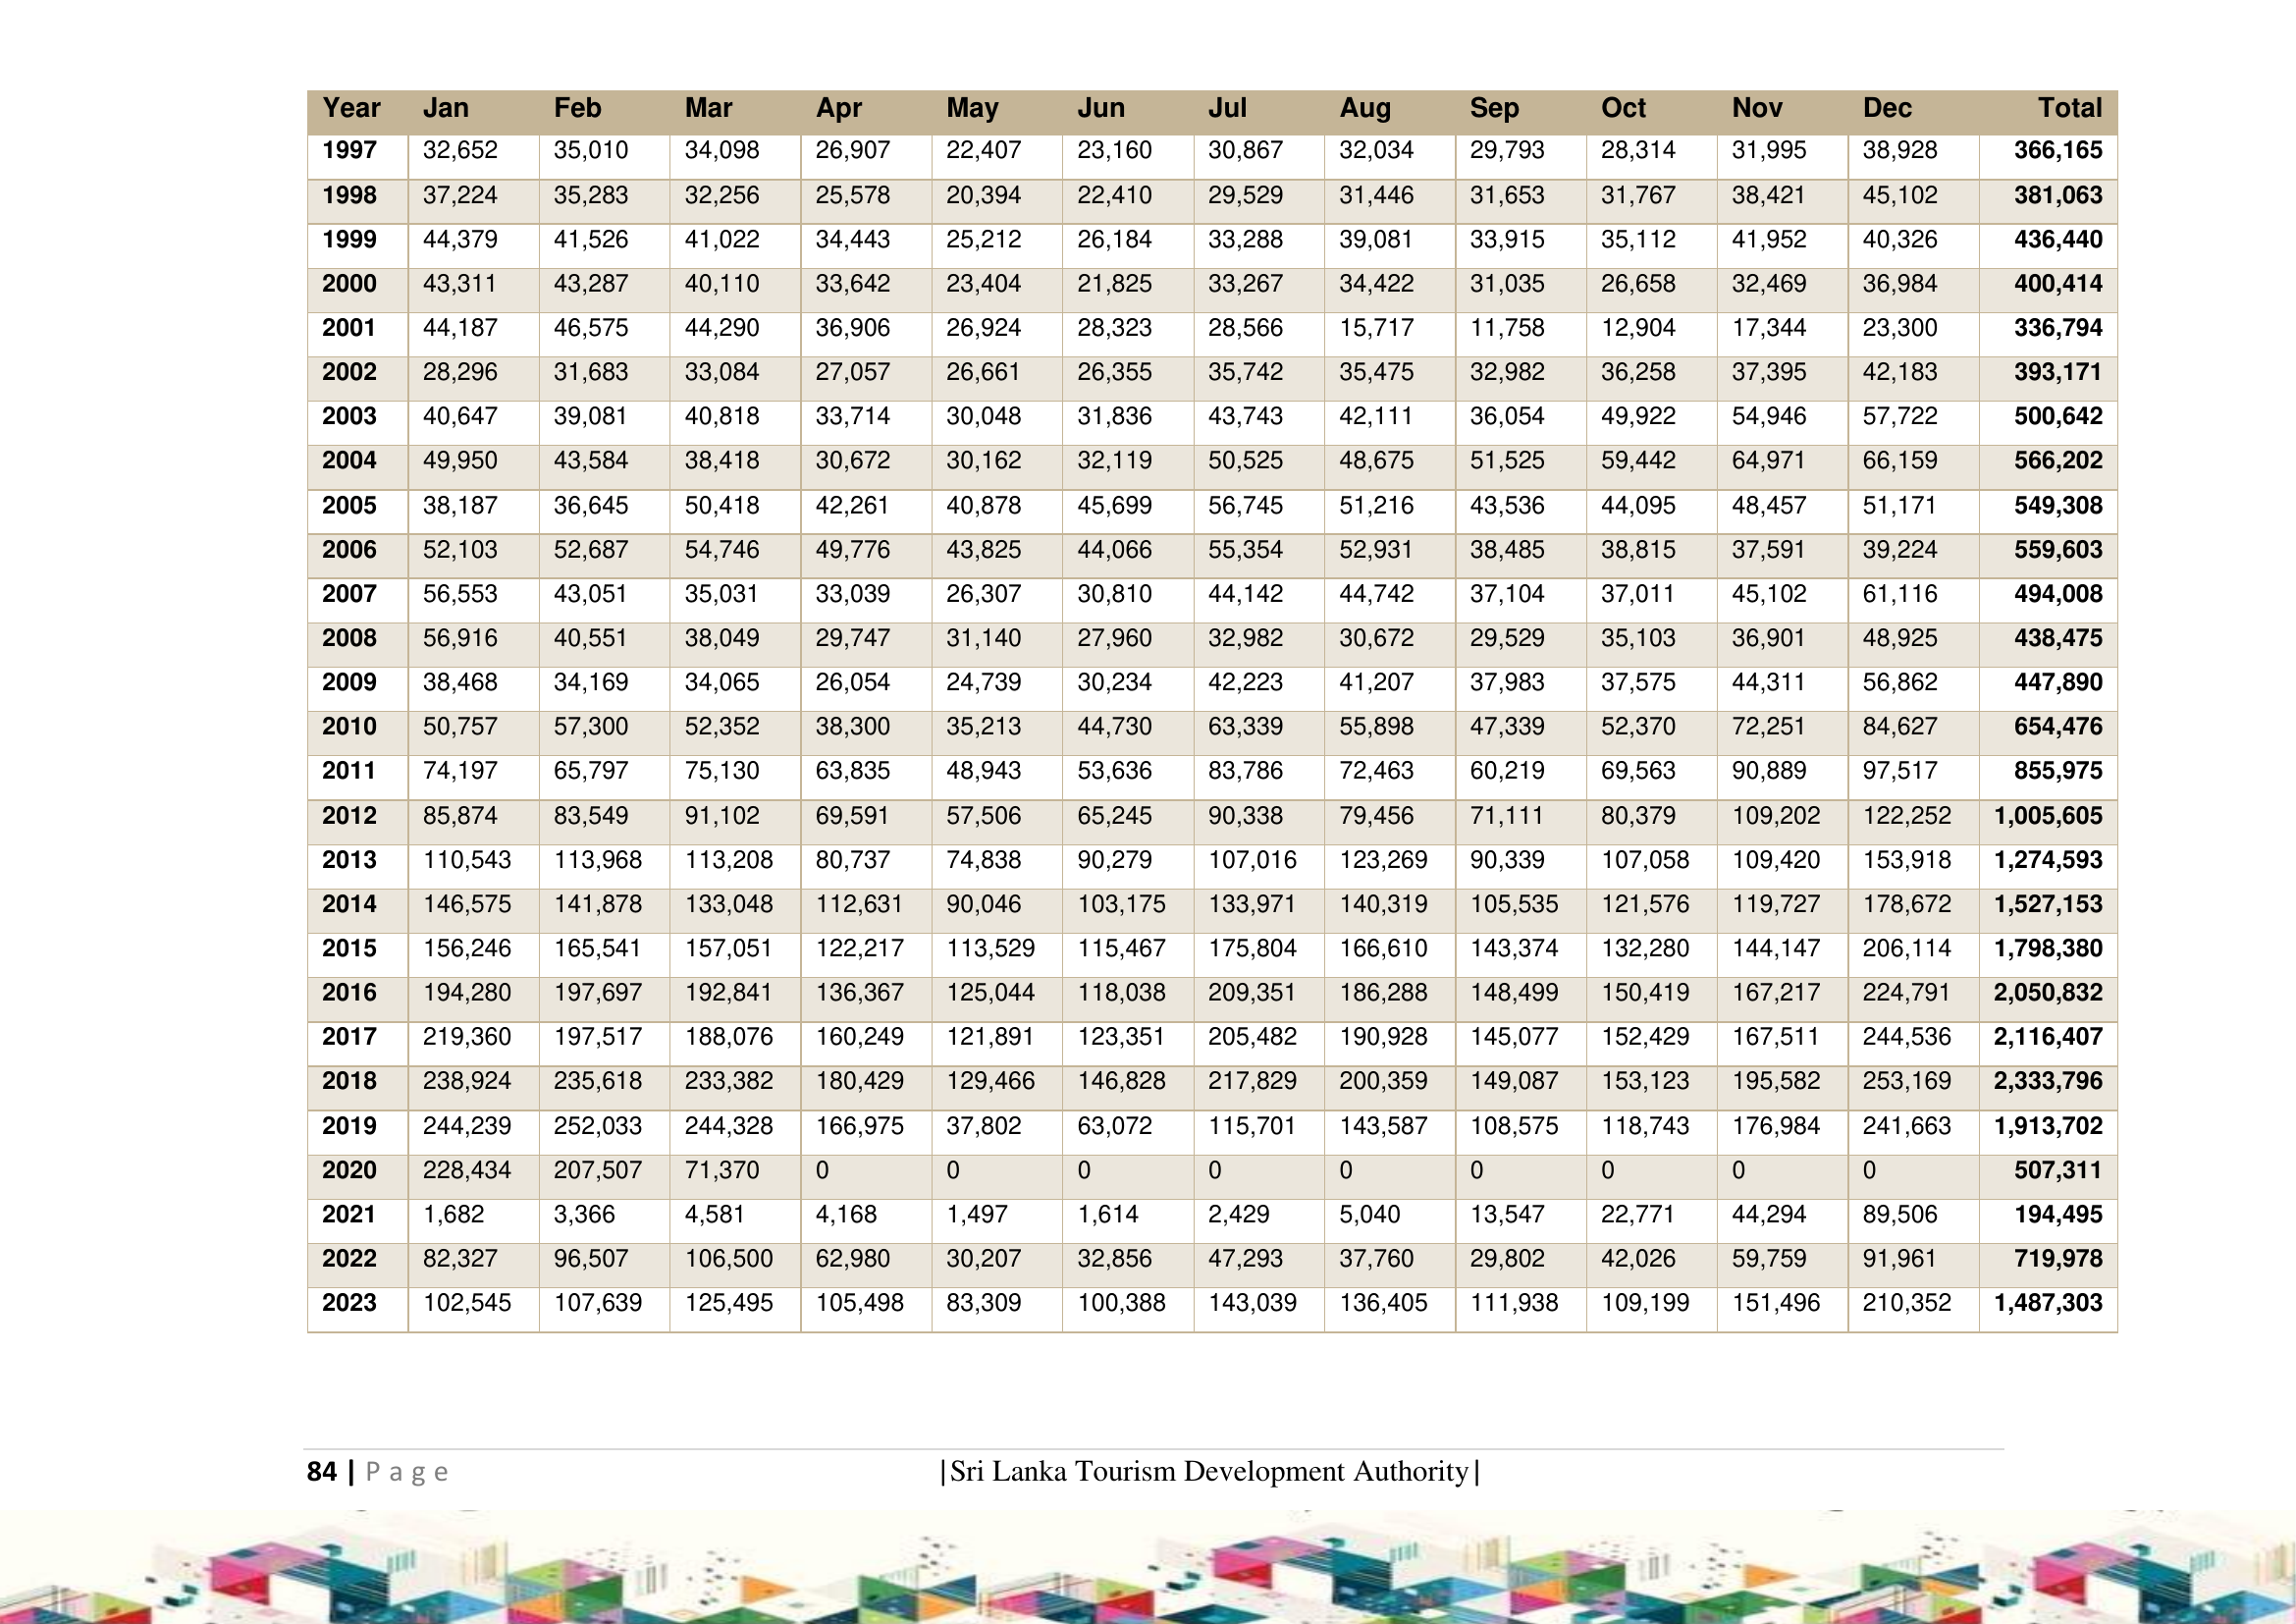 Year Jan Feb Mar Apr May Jun Jul Aug Sep Oct Nov Dec Total
1997 32,652 35,010 34,098 26,907 22,407 23,160 30,867 32,034 29,793 28,314 31,995 38,928 366,165
1998 37,224 35,283 32,256 25,578 20,394 22,410 29,529 31,446 31,653 31,767 38,421 45,102 381,063
1999 44,379 41,526 41,022 34,443 25,212 26,184 33,288 39,081 33,915 35,112 41,952 40,326 436,440
2000 43,311 43,287 40,110 33,642 23,404 21,825 33,267 34,422 31,035 26,658 32,469 36,984 400,414
2001 44,187 46,575 44,290 36,906 26,924 28,323 28,566 15,717 11,758 12,904 17,344 23,300 336,794
2002 28,296 31,683 33,084 27,057 26,661 26,355 35,742 35,475 32,982 36,258 37,395 42,183 393,171
2003 40,647 39,081 40,818 33,714 30,048 31,836 43,743 42,111 36,054 49,922 54,946 57,722 500,642
2004 49,950 43,584 38,418 30,672 30,162 32,119 50,525 48,675 51,525 59,442 64,971 66,159 566,202
2005 38,187 36,645 50,418 42,261 40,878 45,699 56,745 51,216 43,536 44,095 48,457 51,171 549,308
2006 52,103 52,687 54,746 49,776 43,825 44,066 55,354 52,931 38,485 38,815 37,591 39,224 559,603
2007 56,553 43,051 35,031 33,039 26,307 30,810 44,142 44,742 37,104 37,011 45,102 61,116 494,008
2008 56,916 40,551 38,049 29,747 31,140 27,960 32,982 30,672 29,529 35,103 36,901 48,925 438,475
2009 38,468 34,169 34,065 26,054 24,739 30,234 42,223 41,207 37,983 37,575 44,311 56,862 447,890
2010 50,757 57,300 52,352 38,300 35,213 44,730 63,339 55,898 47,339 52,370 72,251 84,627 654,476
2011 74,197 65,797 75,130 63,835 48,943 53,636 83,786 72,463 60,219 69,563 90,889 97,517 855,975
2012 85,874 83,549 91,102 69,591 57,506 65,245 90,338 79,456 71,111 80,379 109,202 122,252 1,005,605
2013 110,543 113,968 113,208 80,737 74,838 90,279 107,016 123,269 90,339 107,058 109,420 153,918 1,274,593
2014 146,575 141,878 133,048 112,631 90,046 103,175 133,971 140,319 105,535 121,576 119,727 178,672 1,527,153
2015 156,246 165,541 157,051 122,217 113,529 115,467 175,804 166,610 143,374 132,280 144,147 206,114 1,798,380
2016 194,280 197,697 192,841 136,367 125,044 118,038 209,351 186,288 148,499 150,419 167,217 224,791 2,050,832
2017 219,360 197,517 188,076 160,249 121,891 123,351 205,482 190,928 145,077 152,429 167,511 244,536 2,116,407
2018 238,924 235,618 233,382 180,429 129,466 146,828 217,829 200,359 149,087 153,123 195,582 253,169 2,333,796
2019 244,239 252,033 244,328 166,975 37,802 63,072 115,701 143,587 108,575 118,743 176,984 241,663 1,913,702
2020 228,434 207,507 71,370 0 0 0 0 0 0 0 0 0 507,311
2021 1,682 3,366 4,581 4,168 1,497 1,614 2,429 5,040 13,547 22,771 44,294 89,506 194,495
2022 82,327 96,507 106,500 62,980 30,207 32,856 47,293 37,760 29,802 42,026 59,759 91,961 719,978
2023 102,545 107,639 125,495 105,498 83,309 100,388 143,039 136,405 111,938 109,199 151,496 210,352 1,487,303
84 | Page |Sri Lanka Tourism Development Authority|